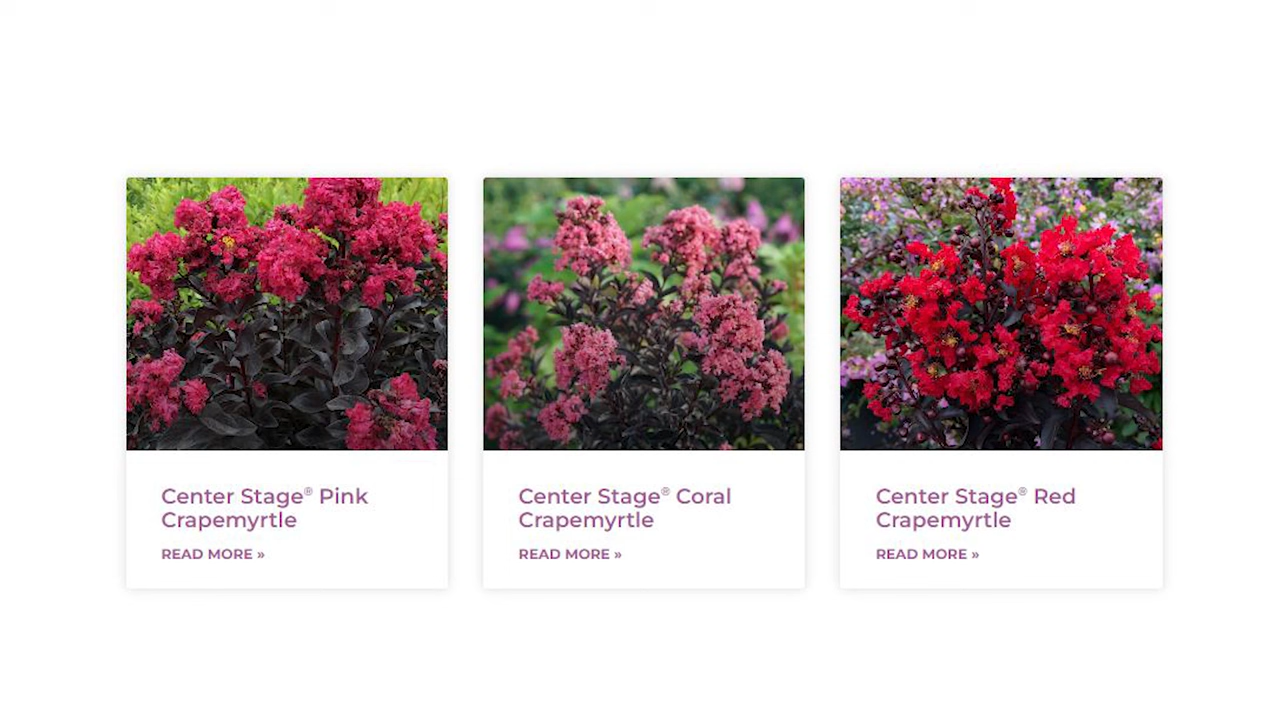 Center Stage® Pink
Crapemyrtle
READ MORE »
Center Stage® Coral
Crapemyrtle
READ MORE »
Center Stage® Red
Crapemyrtle
READ MORE »